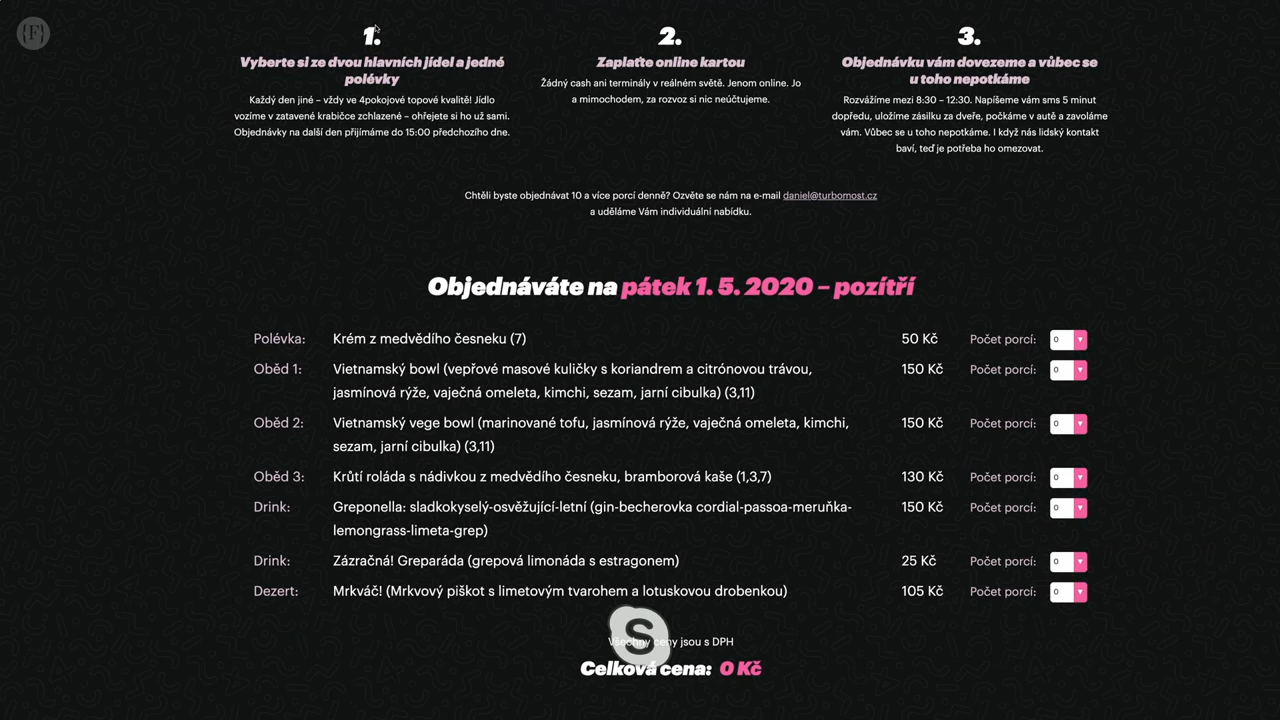 {F}
1.
Vyberte si ze dvou hlavních jídel a jedné
polévky
Každý den jiné – vždy ve 4pokojové topové kvalitě! Jídlo
vozíme v zatavené krabičce zchlazené – ohřejete si ho už sami.
Objednávky na další den přijímáme do 15:00 předchozího dne.
2.
Zaplaťte online kartou
Žádný cash ani terminály v reálném světě. Jenom online. Jo
a mimochodem, za rozvoz si nic neúčtujeme.
3.
Objednávku vám dovezeme a vůbec se
u toho nepotkáme
Rozvážíme mezi 8:30 – 12:30. Napíšeme vám sms 5 minut
dopředu, uložíme zásilku za dveře, počkáme v autě a zavoláme
vám. Vůbec se u toho nepotkáme. I když nás lidský kontakt
baví, teď je potřeba ho omezovat.
Chtěli byste objednávat 10 a více porcí denně? Ozvěte se nám na e-mail daniel@turbomost.cz
a uděláme Vám individuální nabídku.
Objednáváte na pátek 1. 5. 2020 – pozítří
Polévka: Krém z medvědího česneku (7) 50 Kč Počet porcí: 0
Oběd 1: Vietnamský bowl (vepřové masové kuličky s koriandrem a citrónovou trávou, 150 Kč Počet porcí: 0
jasmínová rýže, vaječná omeleta, kimchi, sezam, jarní cibulka) (3,11)
Oběd 2: Vietnamský vege bowl (marinované tofu, jasmínová rýže, vaječná omeleta, kimchi, 150 Kč Počet porcí: 0
sezam, jarní cibulka) (3,11)
Oběd 3: Krůtí roláda s nádivkou z medvědího česneku, bramborová kaše (1,3,7) 130 Kč Počet porcí: 0
Drink: Greponella: sladkokyselý-osvěžující-letní (gin-becherovka cordial-passoa-meruňka- 150 Kč Počet porcí: 0
lemongrass-limeta-grep)
Drink: Zázračná! Greparáda (grepová limonáda s estragonem) 25 Kč Počet porcí: 0
Dezert: Mrkváč! (Mrkvový piškot s limetovým tvarohem a lotuskovou drobenkou) 105 Kč Počet porcí: 0
Všechny ceny jsou s DPH
S
Celková cena: 0 Kč